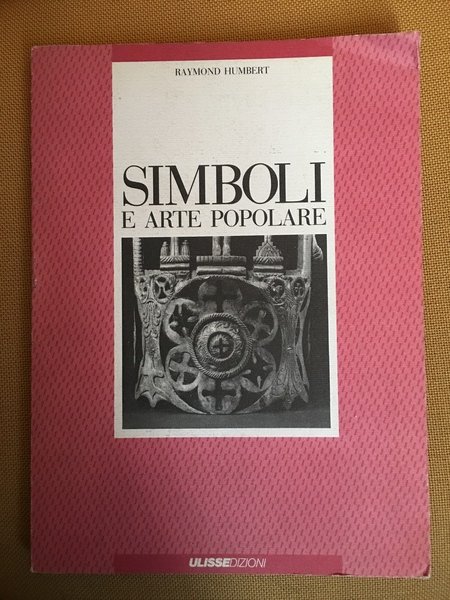 RAYMOND HUMBERT
SIMBOLI
E ARTE POPOLARE
ULISSEDIZIONI